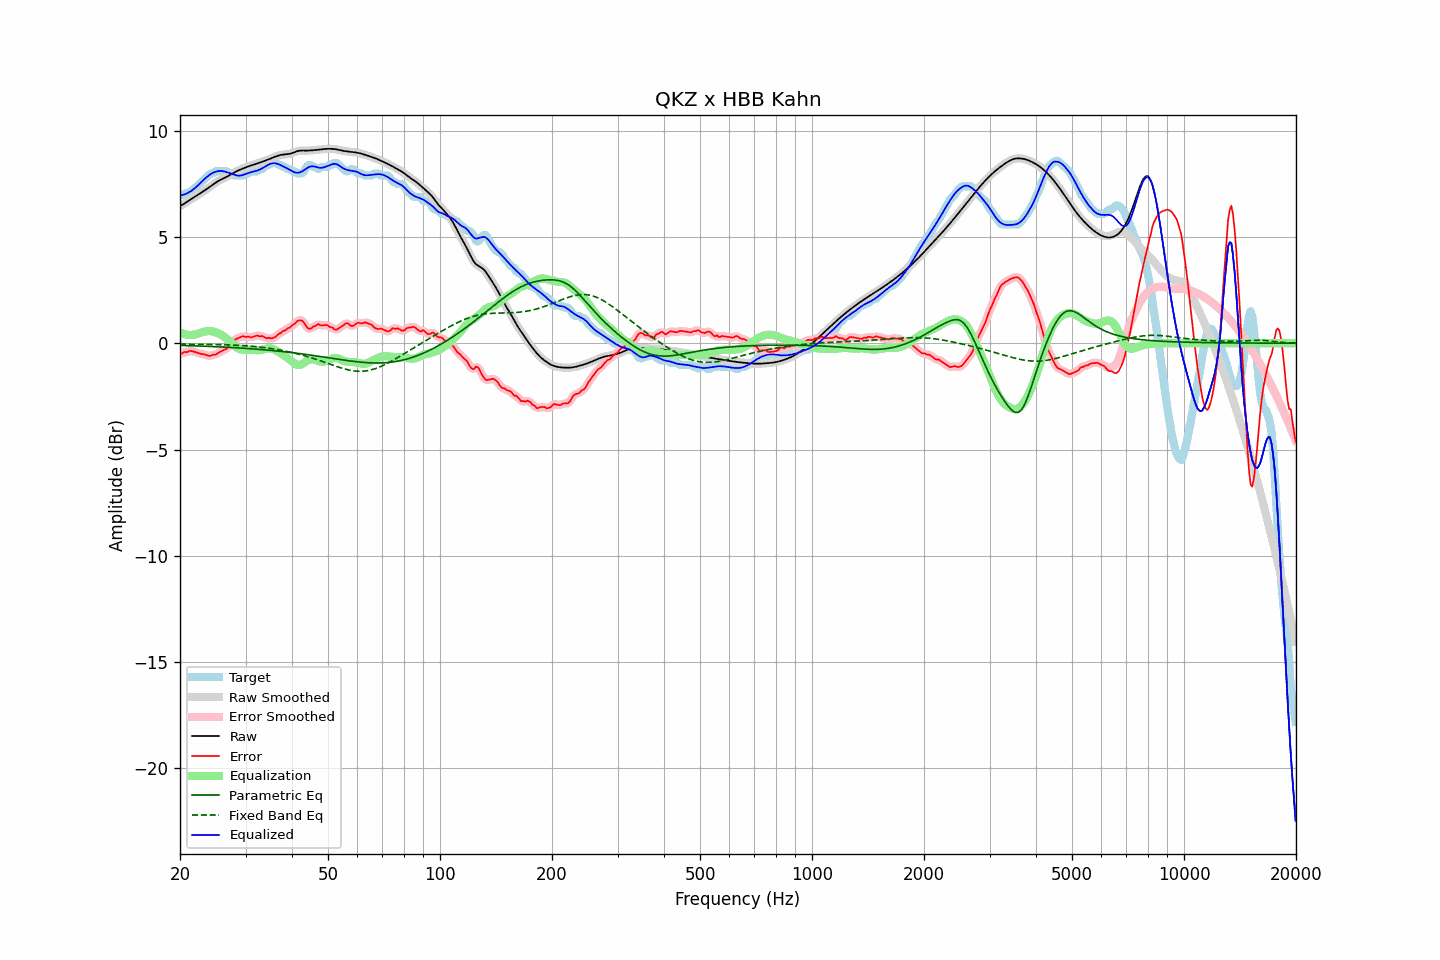 QKZ x HBB Kahn
10
5
0
−5
−10
−15
−20
Amplitude (dBr)
Target
Raw Smoothed
Error Smoothed
Raw
Error
Equalization
Parametric Eq
Fixed Band Eq
Equalized
20 50 100 200 500 1000 2000 5000 10000 20000
Frequency (Hz)